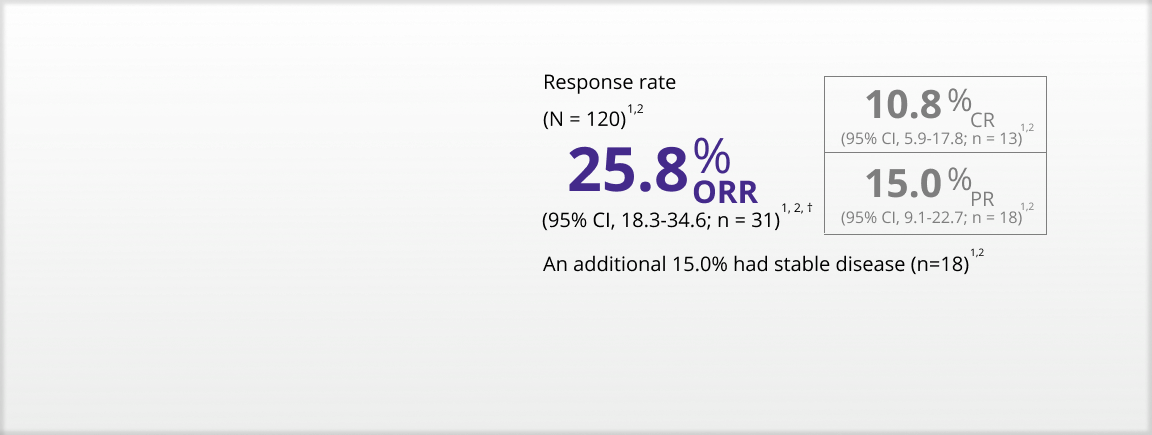 Response rate
(N = 120)1,2
25.8%
ORR
(95% CI, 18.3-34.6; n = 31)1, 2, †
10.8% CR
(95% CI, 5.9-17.8; n = 13)1,2
15.0% PR
(95% CI, 9.1-22.7; n = 18)1,2
An additional 15.0% had stable disease (n=18)1,2